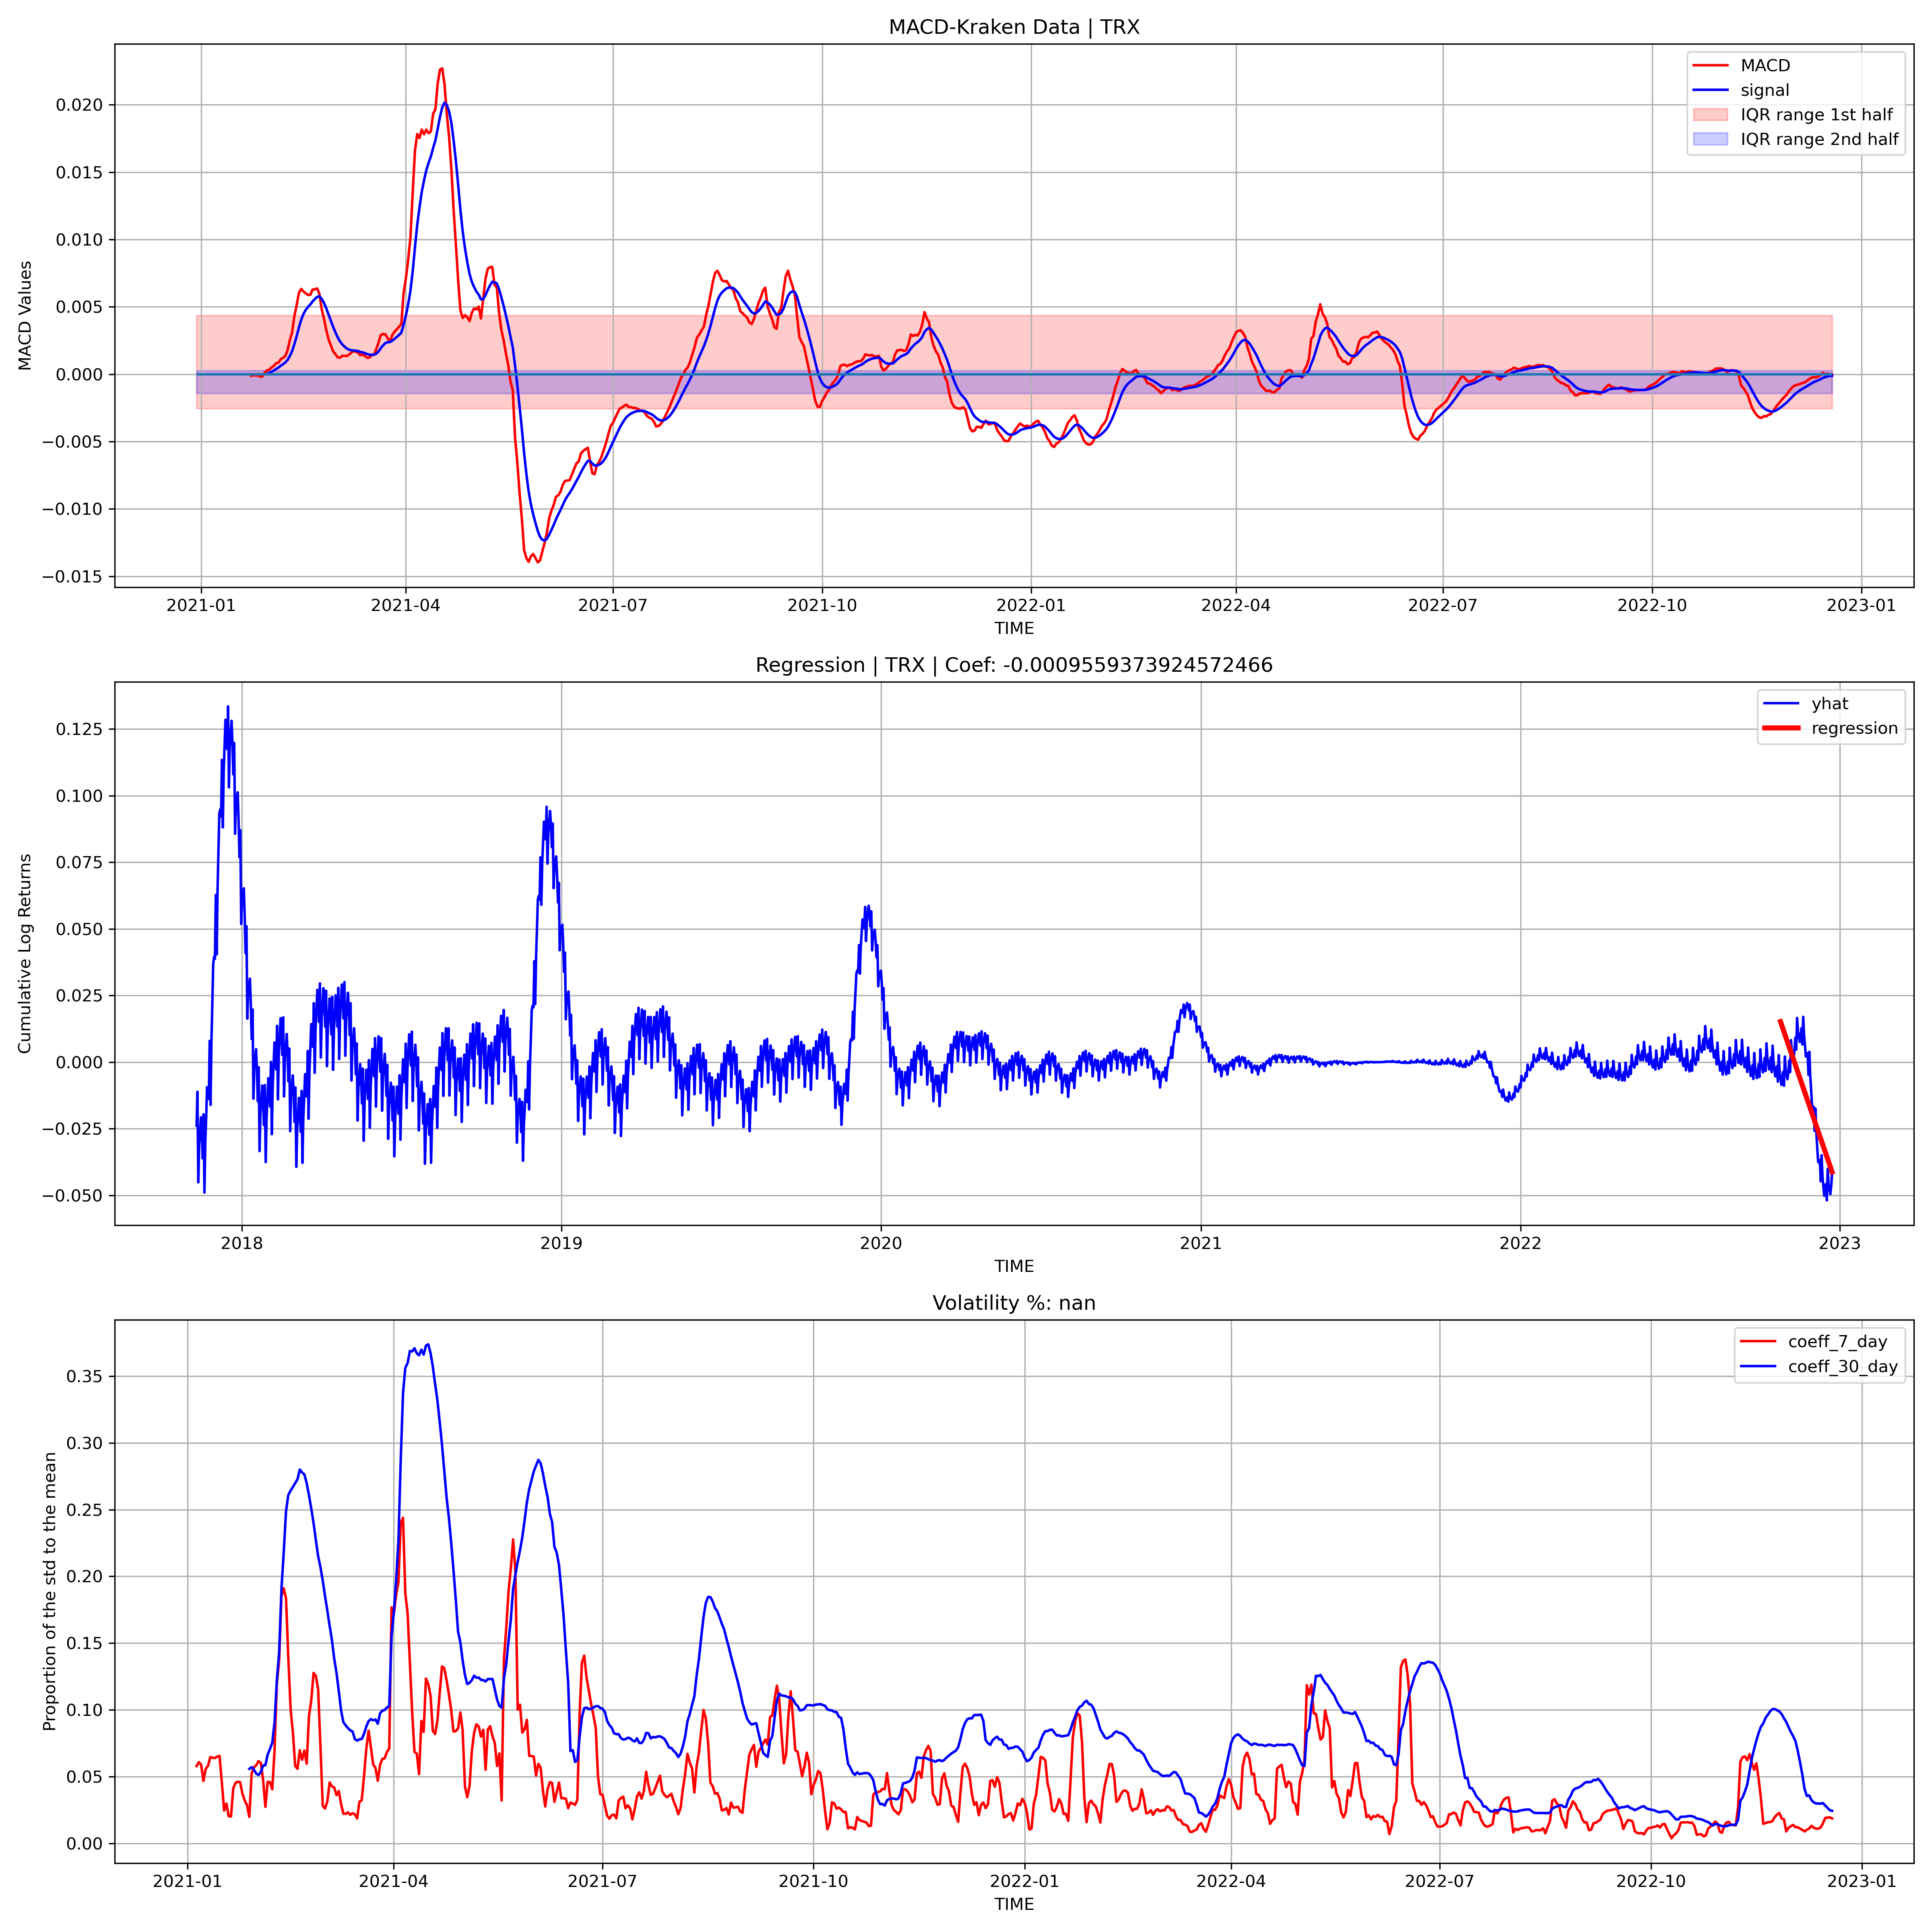 MACD-Kraken Data | TRX
MACD
signal
IQR range 1st half
IQR range 2nd half
MACD Values
0.020
0.015
0.010
0.005
0.000
−0.005
−0.010
−0.015
2021-01 2021-04 2021-07 2021-10 2022-01 2022-04 2022-07 2022-10 2023-01
TIME
Regression | TRX | Coef: -0.0009559373924572466
yhat
regression
Cumulative Log Returns
0.125
0.100
0.075
0.050
0.025
0.000
−0.025
−0.050
2018 2019 2020 2021 2022 2023
TIME
Volatility %: nan
coeff_7_day
coeff_30_day
Proportion of the std to the mean
0.35
0.30
0.25
0.20
0.15
0.10
0.05
0.00
2021-01 2021-04 2021-07 2021-10 2022-01 2022-04 2022-07 2022-10 2023-01
TIME